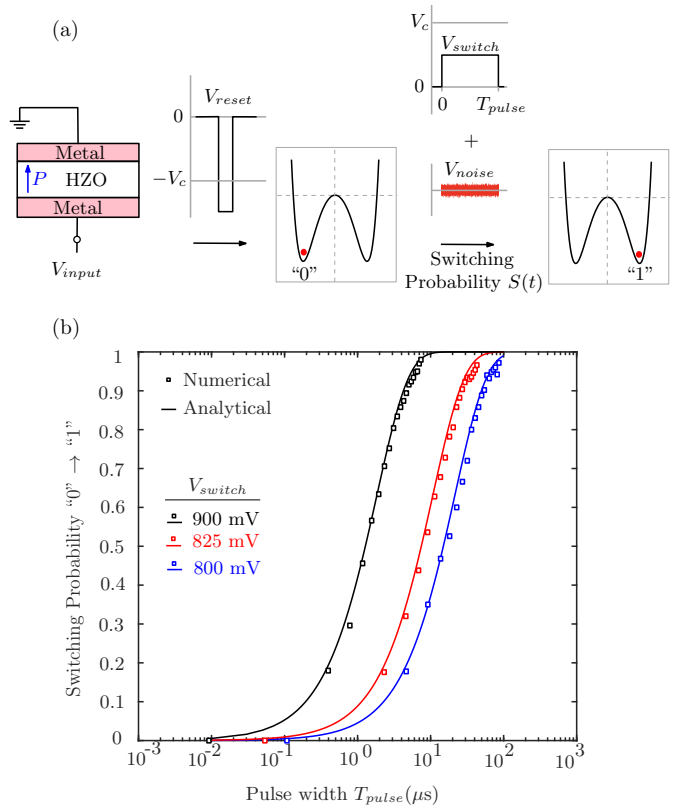 (a)
V_c
V_switch
0
0 T_pulse
V_reset
0
−V_c
+
V_noise
Metal
P HZO
Metal
V_input
"0"
Switching
Probability S(t)
"1"
(b)
Switching Probability "0" → "1"
1
0.9
0.8
0.7
0.6
0.5
0.4
0.3
0.2
0.1
0
Numerical
Analytical
V_switch
900 mV
825 mV
800 mV
10^-3 10^-2 10^-1 10^0 10^1 10^2 10^3
Pulse width T_pulse(μs)